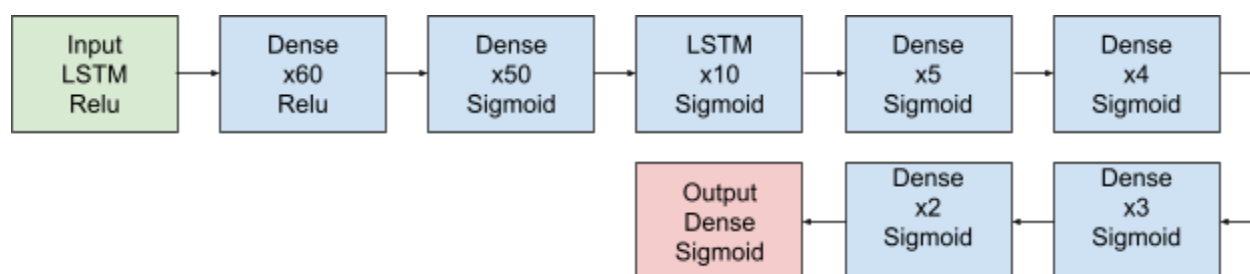 Input
LSTM
Relu
Dense
x60
Relu
Dense
x50
Sigmoid
LSTM
x10
Sigmoid
Dense
x5
Sigmoid
Dense
x4
Sigmoid
Dense
x3
Sigmoid
Dense
x2
Sigmoid
Output
Dense
Sigmoid